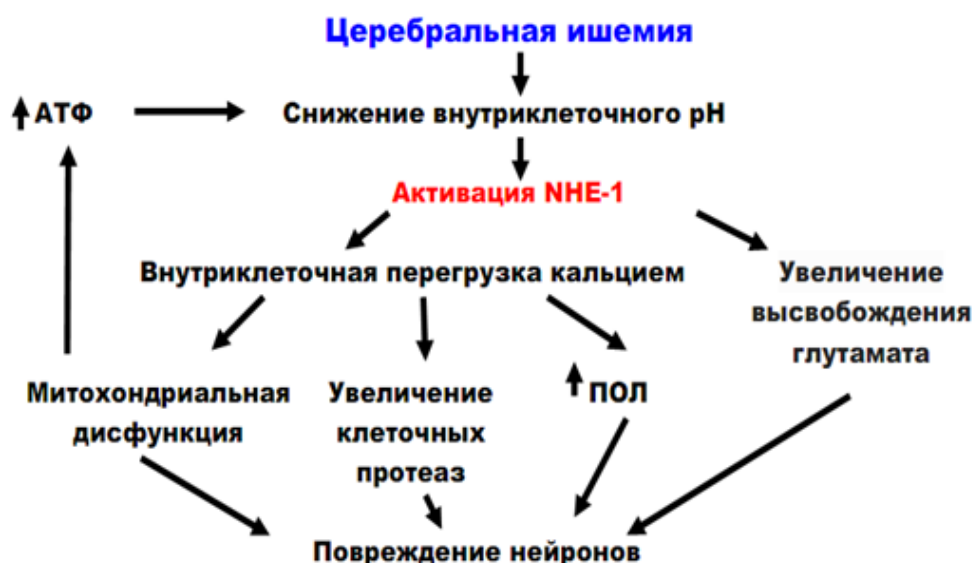 Церебральная ишемия
АТФ
Снижение внутриклеточного pH
Активация NHE-1
Внутриклеточная перегрузка кальцием
Увеличение
высвобождения
глутамата
Митохондриальная
дисфункция
Увеличение
клеточных
протеаз
ПОЛ
Повреждение нейронов